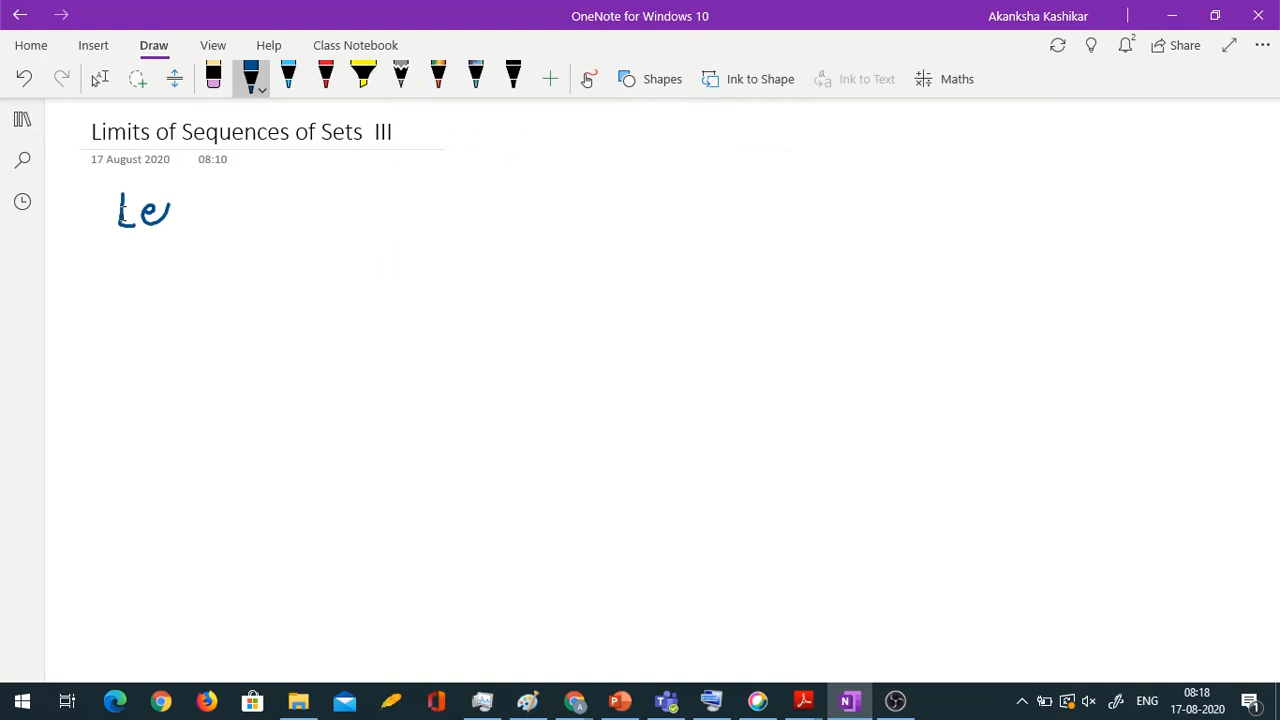 OneNote for Windows 10
Akanksha Kashikar
Home Insert Draw View Help Class Notebook
Share
Shapes Ink to Shape Ink to Text Maths
Limits of Sequences of Sets III
17 August 2020 08:10
Le
ENG
08:18
17-08-2020